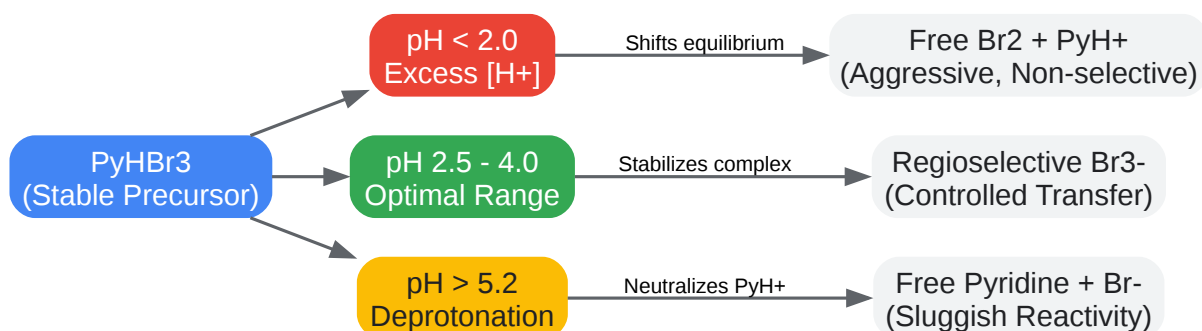 PyHBr3
(Stable Precursor)
pH < 2.0
Excess [H+]
Shifts equilibrium
Free Br2 + PyH+
(Aggressive, Non-selective)
pH 2.5 - 4.0
Optimal Range
Stabilizes complex
Regioselective Br3-
(Controlled Transfer)
pH > 5.2
Deprotonation
Neutralizes PyH+
Free Pyridine + Br-
(Sluggish Reactivity)